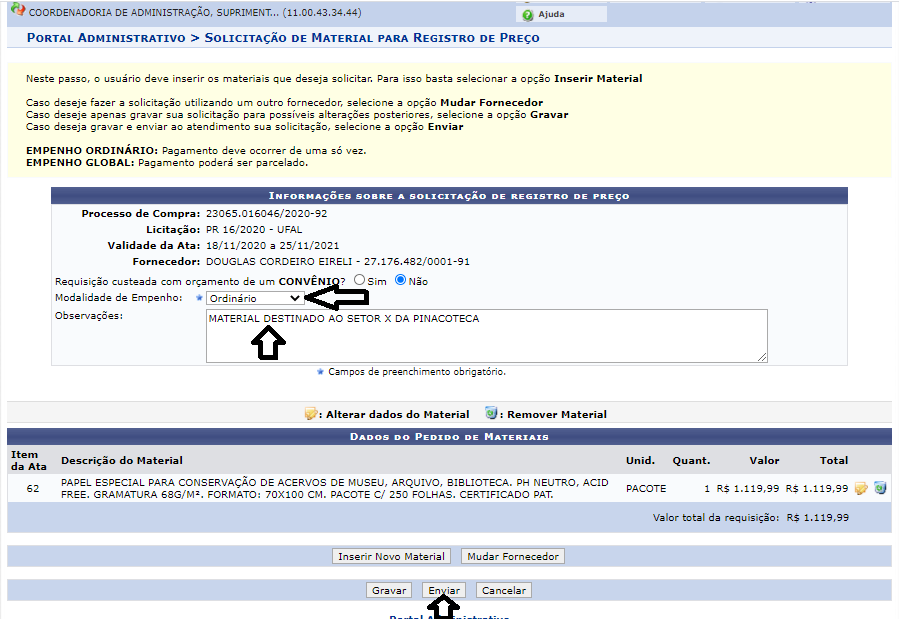 COORDENADORIA DE ADMINISTRAÇÃO, SUPRIMENT... (11.00.43.34.44)
Ajuda
PORTAL ADMINISTRATIVO > SOLICITAÇÃO DE MATERIAL PARA REGISTRO DE PREÇO
Neste passo, o usuário deve inserir os materiais que deseja solicitar. Para isso basta selecionar a opção Inserir Material
Caso deseje fazer a solicitação utilizando um outro fornecedor, selecione a opção Mudar Fornecedor
Caso deseje apenas gravar sua solicitação para possíveis alterações posteriores, selecione a opção Gravar
Caso deseja gravar e enviar ao atendimento sua solicitação, selecione a opção Enviar
EMPENHO ORDINÁRIO: Pagamento deve ocorrer de uma só vez.
EMPENHO GLOBAL: Pagamento poderá ser parcelado.
INFORMAÇÕES SOBRE A SOLICITAÇÃO DE REGISTRO DE PREÇO
Processo de Compra: 23065.016046/2020-92
Licitação: PR 16/2020 - UFAL
Validade da Ata: 18/11/2020 a 25/11/2021
Fornecedor: DOUGLAS CORDEIRO EIRELI - 27.176.482/0001-91
Requisição custeada com orçamento de um CONVÊNIO? Sim Não
Modalidade de Empenho: Ordinário
Observações: MATERIAL DESTINADO AO SETOR X DA PINACOTECA
Campos de preenchimento obrigatório.
: Alterar dados do Material : Remover Material
DADOS DO PEDIDO DE MATERIAIS
Item da Ata Descrição do Material Unid. Quant. Valor Total
62 PAPEL ESPECIAL PARA CONSERVAÇÃO DE ACERVOS DE MUSEU, ARQUIVO, BIBLIOTECA. PH NEUTRO, ACID FREE. GRAMATURA 68G/M². FORMATO: 70X100 CM. PACOTE C/ 250 FOLHAS. CERTIFICADO PAT. PACOTE 1 R$ 1.119,99 R$ 1.119,99
Valor total da requisição: R$ 1.119,99
Inserir Novo Material Mudar Fornecedor
Gravar Enviar Cancelar
Portal Administrativo